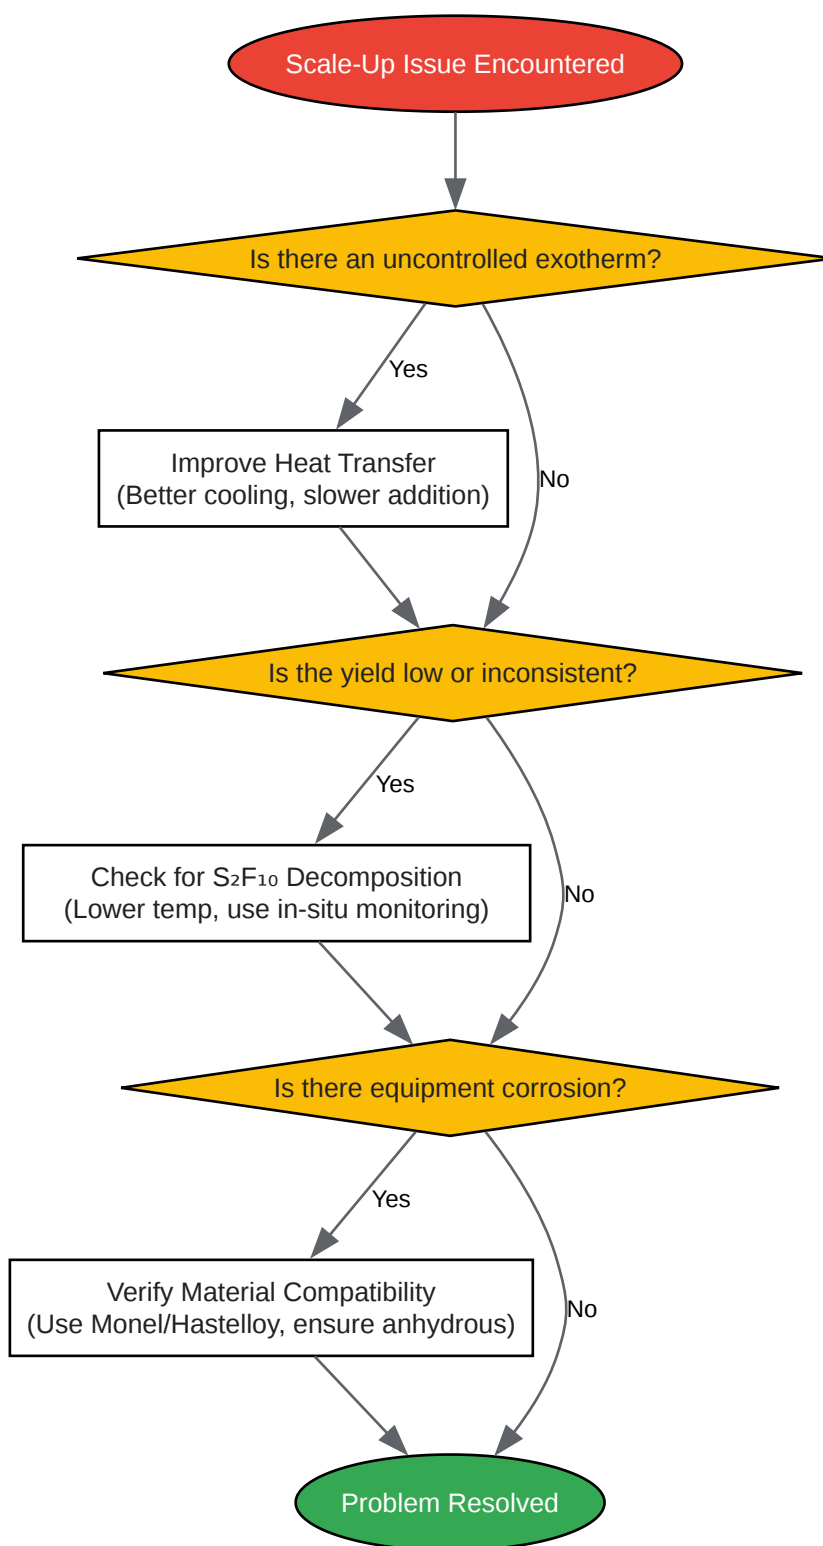 Scale-Up Issue Encountered
Is there an uncontrolled exotherm?
Yes
Improve Heat Transfer
(Better cooling, slower addition)
No
Is the yield low or inconsistent?
Yes
Check for S₂F₁₀ Decomposition
(Lower temp, use in-situ monitoring)
No
Is there equipment corrosion?
Yes
Verify Material Compatibility
(Use Monel/Hastelloy, ensure anhydrous)
No
Problem Resolved